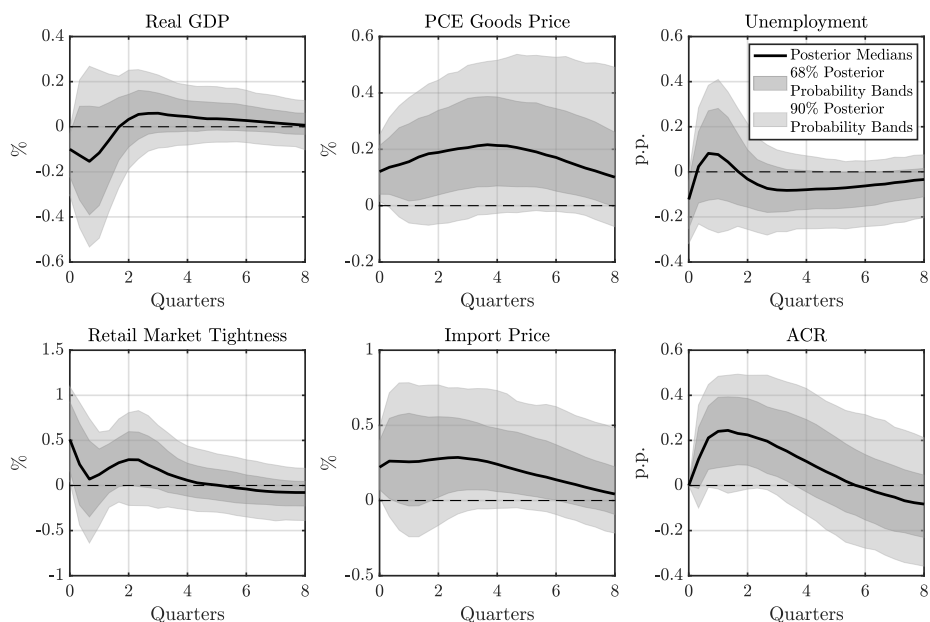 Real GDP
0.4
0.2
0
-0.2
-0.4
-0.6
%
0 2 4 6 8
Quarters
PCE Goods Price
0.6
0.4
0.2
0
-0.2
%
0 2 4 6 8
Quarters
Unemployment
0.6
0.4
0.2
0
-0.2
-0.4
p.p.
Posterior Medians
68% Posterior
Probability Bands
90% Posterior
Probability Bands
0 2 4 6 8
Quarters
Retail Market Tightness
1.5
1
0.5
0
-0.5
-1
%
0 2 4 6 8
Quarters
Import Price
1
0.5
0
-0.5
%
0 2 4 6 8
Quarters
ACR
0.6
0.4
0.2
0
-0.2
-0.4
p.p.
0 2 4 6 8
Quarters